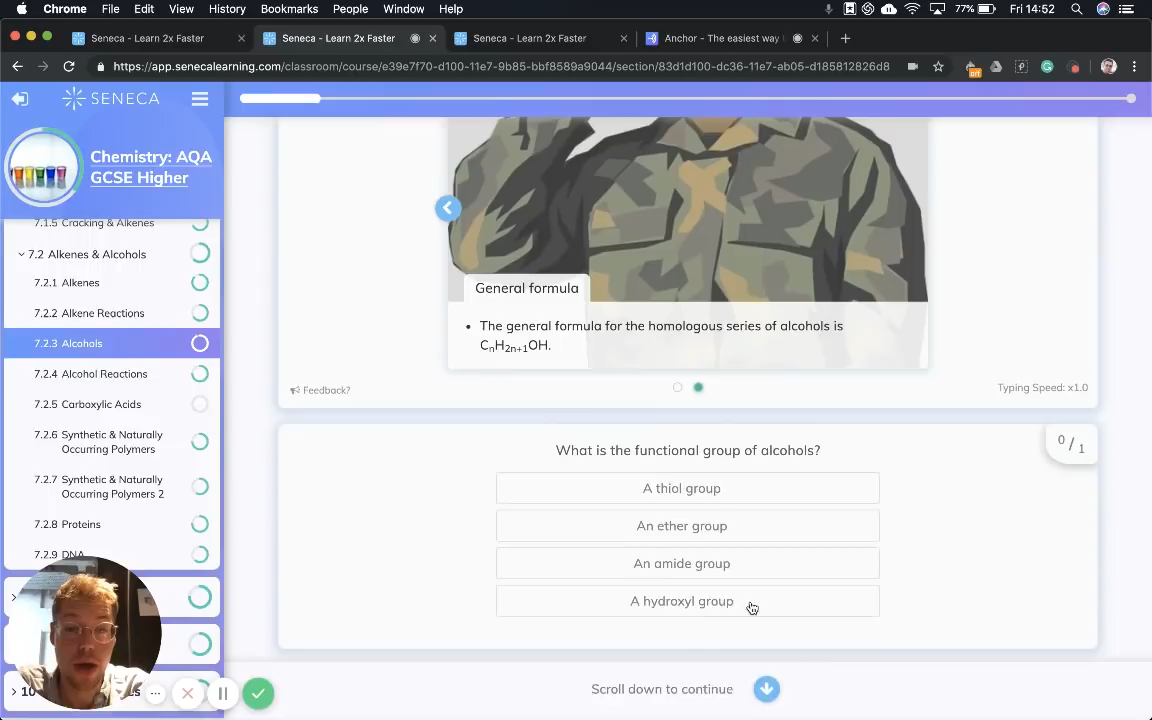 Chrome File Edit View History Bookmarks People Window Help
77% Fri 14:52
Seneca - Learn 2x Faster
Seneca - Learn 2x Faster
Seneca - Learn 2x Faster
Anchor - The easiest way
https://app.senecalearning.com/classroom/course/e39e7f70-d100-11e7-9b85-bbf8589a9044/section/83d1d100-dc36-11e7-ab05-d185812826d8
off
SENECA
Chemistry: AQA
GCSE Higher
7.1.5 Cracking & Alkenes
7.2 Alkenes & Alcohols
7.2.1 Alkenes
7.2.2 Alkene Reactions
7.2.3 Alcohols
7.2.4 Alcohol Reactions
7.2.5 Carboxylic Acids
7.2.6 Synthetic & Naturally
Occurring Polymers
7.2.7 Synthetic & Naturally
Occurring Polymers 2
7.2.8 Proteins
7.2.9 DNA
10
General formula
• The general formula for the homologous series of alcohols is
CₙH₂ₙ₊₁OH.
Feedback?
Typing Speed: x1.0
What is the functional group of alcohols?
0 / 1
A thiol group
An ether group
An amide group
A hydroxyl group
Scroll down to continue